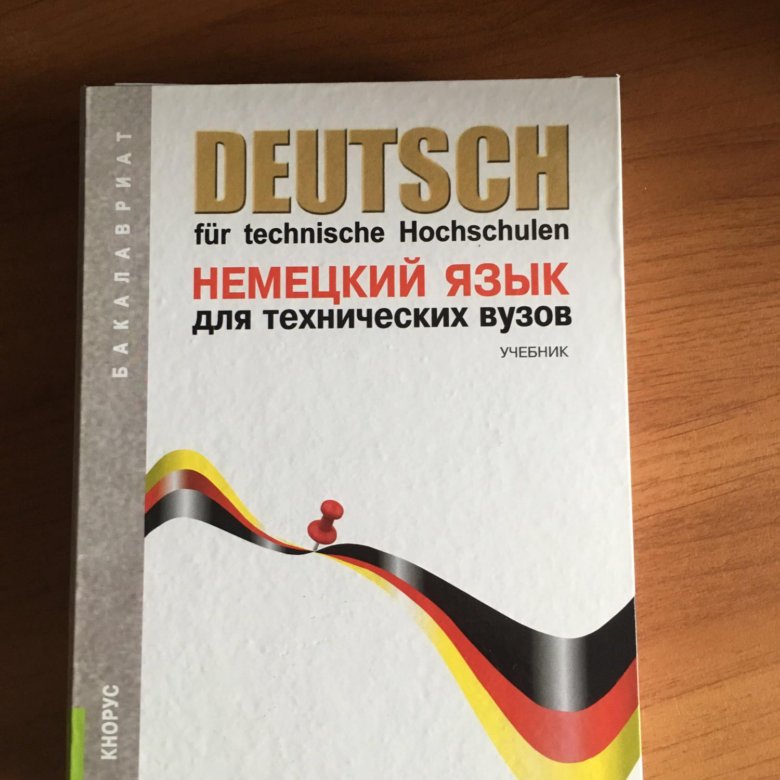 DEUTSCH
für technische Hochschulen
НЕМЕЦКИЙ ЯЗЫК
для технических вузов
УЧЕБНИК
БАКАЛАВРИАТ
КНОРУС